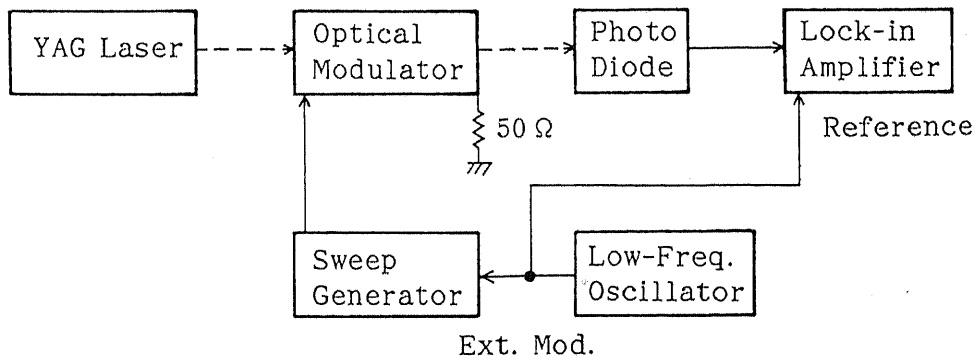 YAG Laser
Optical
Modulator
Photo
Diode
Lock-in
Amplifier
50 Ω
Reference
Sweep
Generator
Low-Freq.
Oscillator
Ext. Mod.